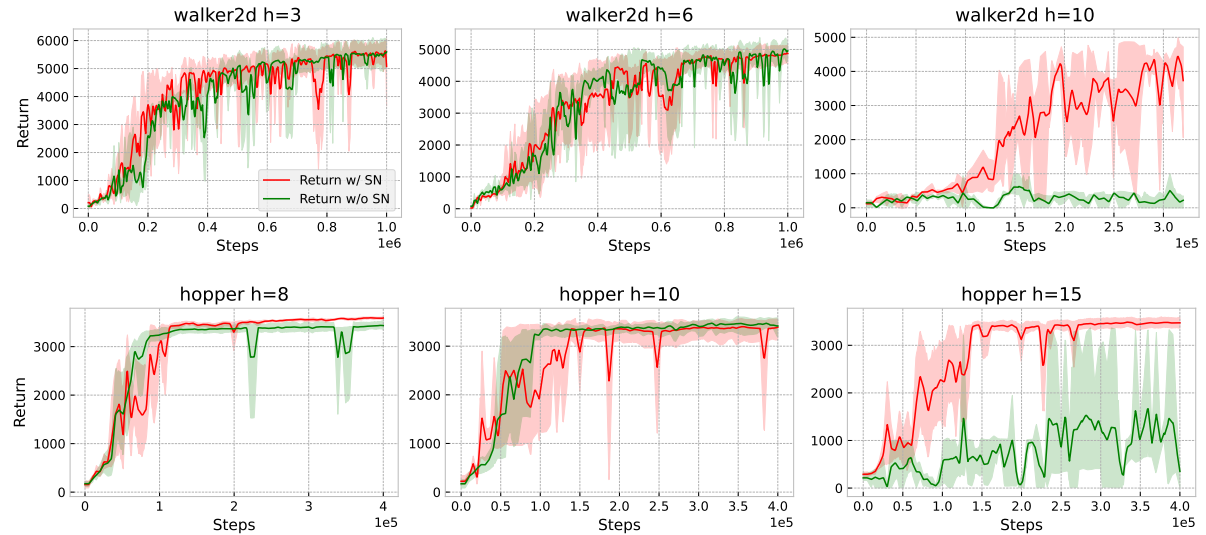 walker2d h=3
walker2d h=6
walker2d h=10
6000
5000
4000
3000
2000
1000
0
Return
Return w/ SN
Return w/o SN
0.0 0.2 0.4 0.6 0.8 1.0
1e6
Steps
5000
4000
3000
2000
1000
0
0.0 0.2 0.4 0.6 0.8 1.0
1e6
Steps
5000
4000
3000
2000
1000
0
0.0 0.5 1.0 1.5 2.0 2.5 3.0
1e5
Steps
hopper h=8
hopper h=10
hopper h=15
3000
2000
1000
0
Return
0 1 2 3 4
1e5
Steps
3000
2000
1000
0
0.0 0.5 1.0 1.5 2.0 2.5 3.0 3.5 4.0
1e5
Steps
3000
2000
1000
0
0.0 0.5 1.0 1.5 2.0 2.5 3.0 3.5 4.0
1e5
Steps